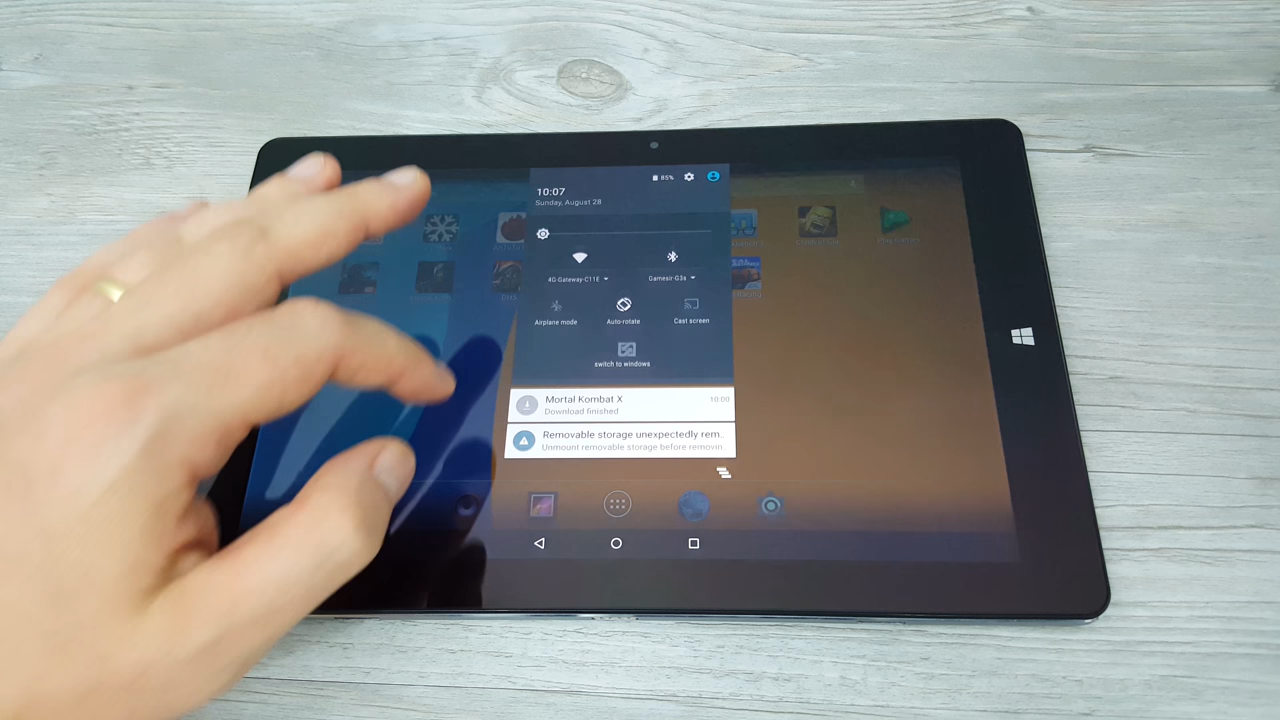 85%
10:07
Sunday, August 28
4G-Gateway-C11E
Gamesir-G3s
Airplane mode
Auto-rotate
Cast screen
switch to windows
Mortal Kombat X
10:00
Download finished
Removable storage unexpectedly rem..
Unmount removable storage before removin..